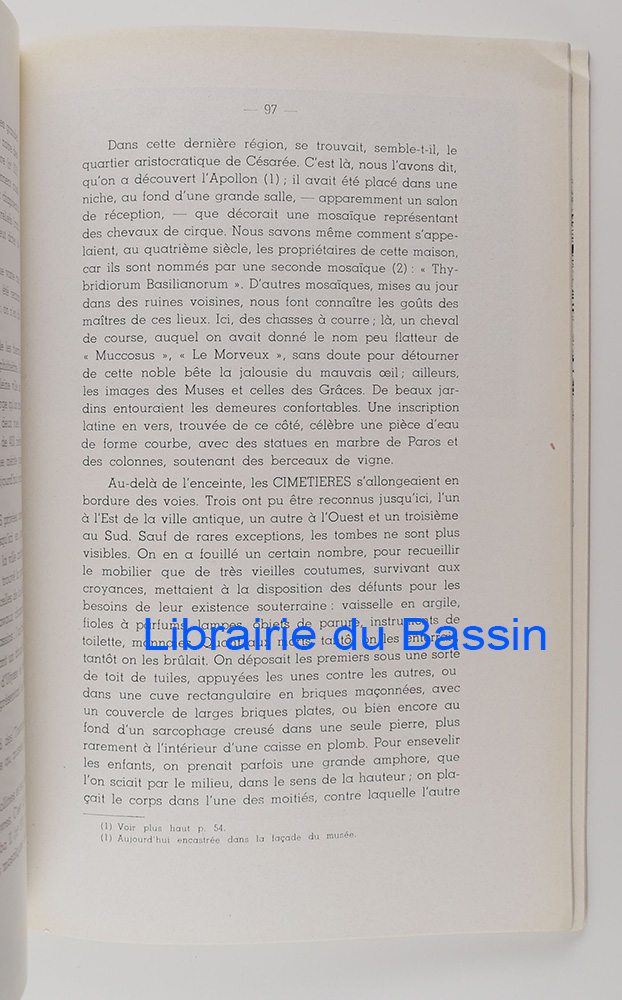 — 97 —
Dans cette dernière région, se trouvait, semble-t-il, le
quartier aristocratique de Césarée. C'est là, nous l'avons dit,
qu'on a découvert l'Apollon (1) ; il avait été placé dans une
niche, au fond d'une grande salle, — apparemment un salon
de réception, — que décorait une mosaïque représentant
des chevaux de cirque. Nous savons même comment s'appe-
laient, au quatrième siècle, les propriétaires de cette maison,
car ils sont nommés par une seconde mosaïque (2) : « Thy-
bridiorum Basilianorum ». D'autres mosaïques, mises au jour
dans des ruines voisines, nous font connaître les goûts des
maîtres de ces lieux. Ici, des chasses à courre ; là, un cheval
de course, auquel on avait donné le nom peu flatteur de
« Muccosus », « Le Morveux », sans doute pour détourner
de cette noble bête la jalousie du mauvais œil ; ailleurs,
les images des Muses et celles des Grâces. De beaux jar-
dins entouraient les demeures confortables. Une inscription
latine en vers, trouvée de ce côté, célèbre une pièce d'eau
de forme courbe, avec des statues en marbre de Paros et
des colonnes, soutenant des berceaux de vigne.
Au-delà de l'enceinte, les CIMETIERES s'allongeaient en
bordure des voies. Trois ont pu être reconnus jusqu'ici, l'un
à l'Est de la ville antique, un autre à l'Ouest et un troisième
au Sud. Sauf de rares exceptions, les tombes ne sont plus
visibles. On en a fouillé un certain nombre, pour recueillir
le mobilier que de très vieilles coutumes, survivant aux
croyances, mettaient à la disposition des défunts pour les
besoins de leur existence souterraine : vaisselle en argile,
fioles à parfums, lampes, objets de parure, instruments de
toilette, monnaies. Quant aux morts, tantôt on les enterrait,
tantôt on les brûlait. On déposait les premiers sous une sorte
de toit de tuiles, appuyées les unes contre les autres, ou
dans une cuve rectangulaire en briques maçonnées, avec
un couvercle de larges briques plates, ou bien encore au
fond d'un sarcophage creusé dans une seule pierre, plus
rarement à l'intérieur d'une caisse en plomb. Pour ensevelir
les enfants, on prenait parfois une grande amphore, que
l'on sciait par le milieu, dans le sens de la hauteur ; on pla-
çait le corps dans l'une des moitiés, contre laquelle l'autre
(1) Voir plus haut p. 54.
(1) Aujourd'hui encastrée dans la façade du musée.
Librairie du Bassin